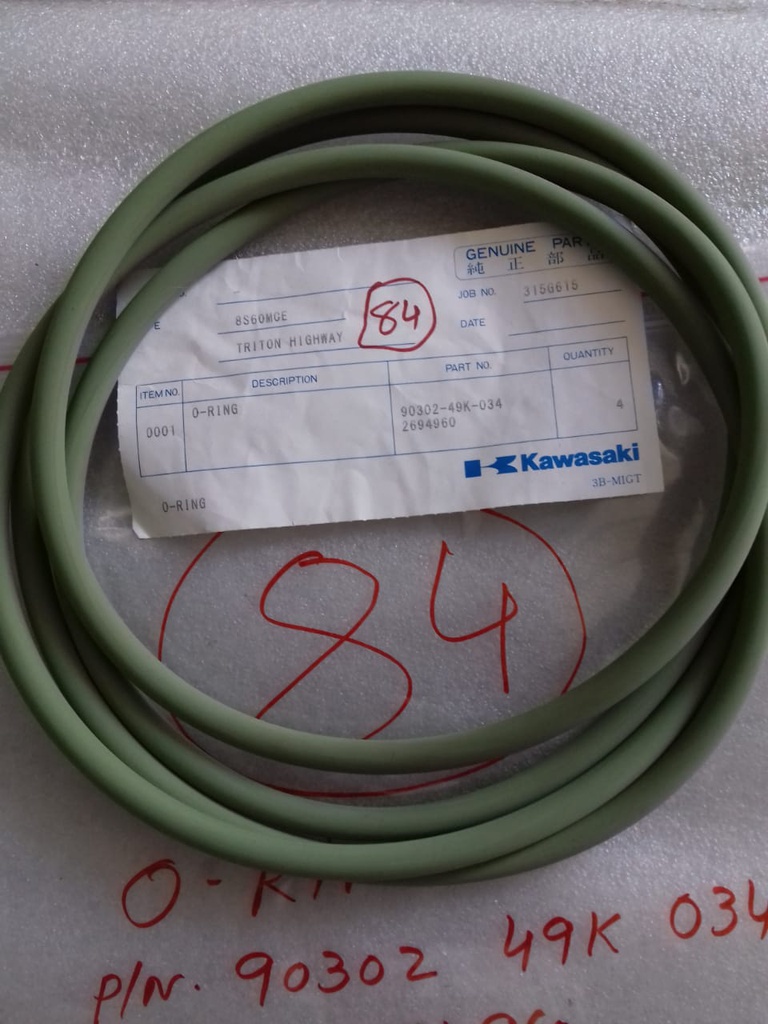 GENUINE PAR
純正部品
JOB NO. 315G615
E 8S60MCE
84
DATE
TRITON HIGHWAY
ITEM NO. DESCRIPTION PART NO. QUANTITY
0001 O-RING 90302-49K-034 4
2694960
Kawasaki
3B-MIGT
O-RING
84
O-
P/N. 90302 49K 034